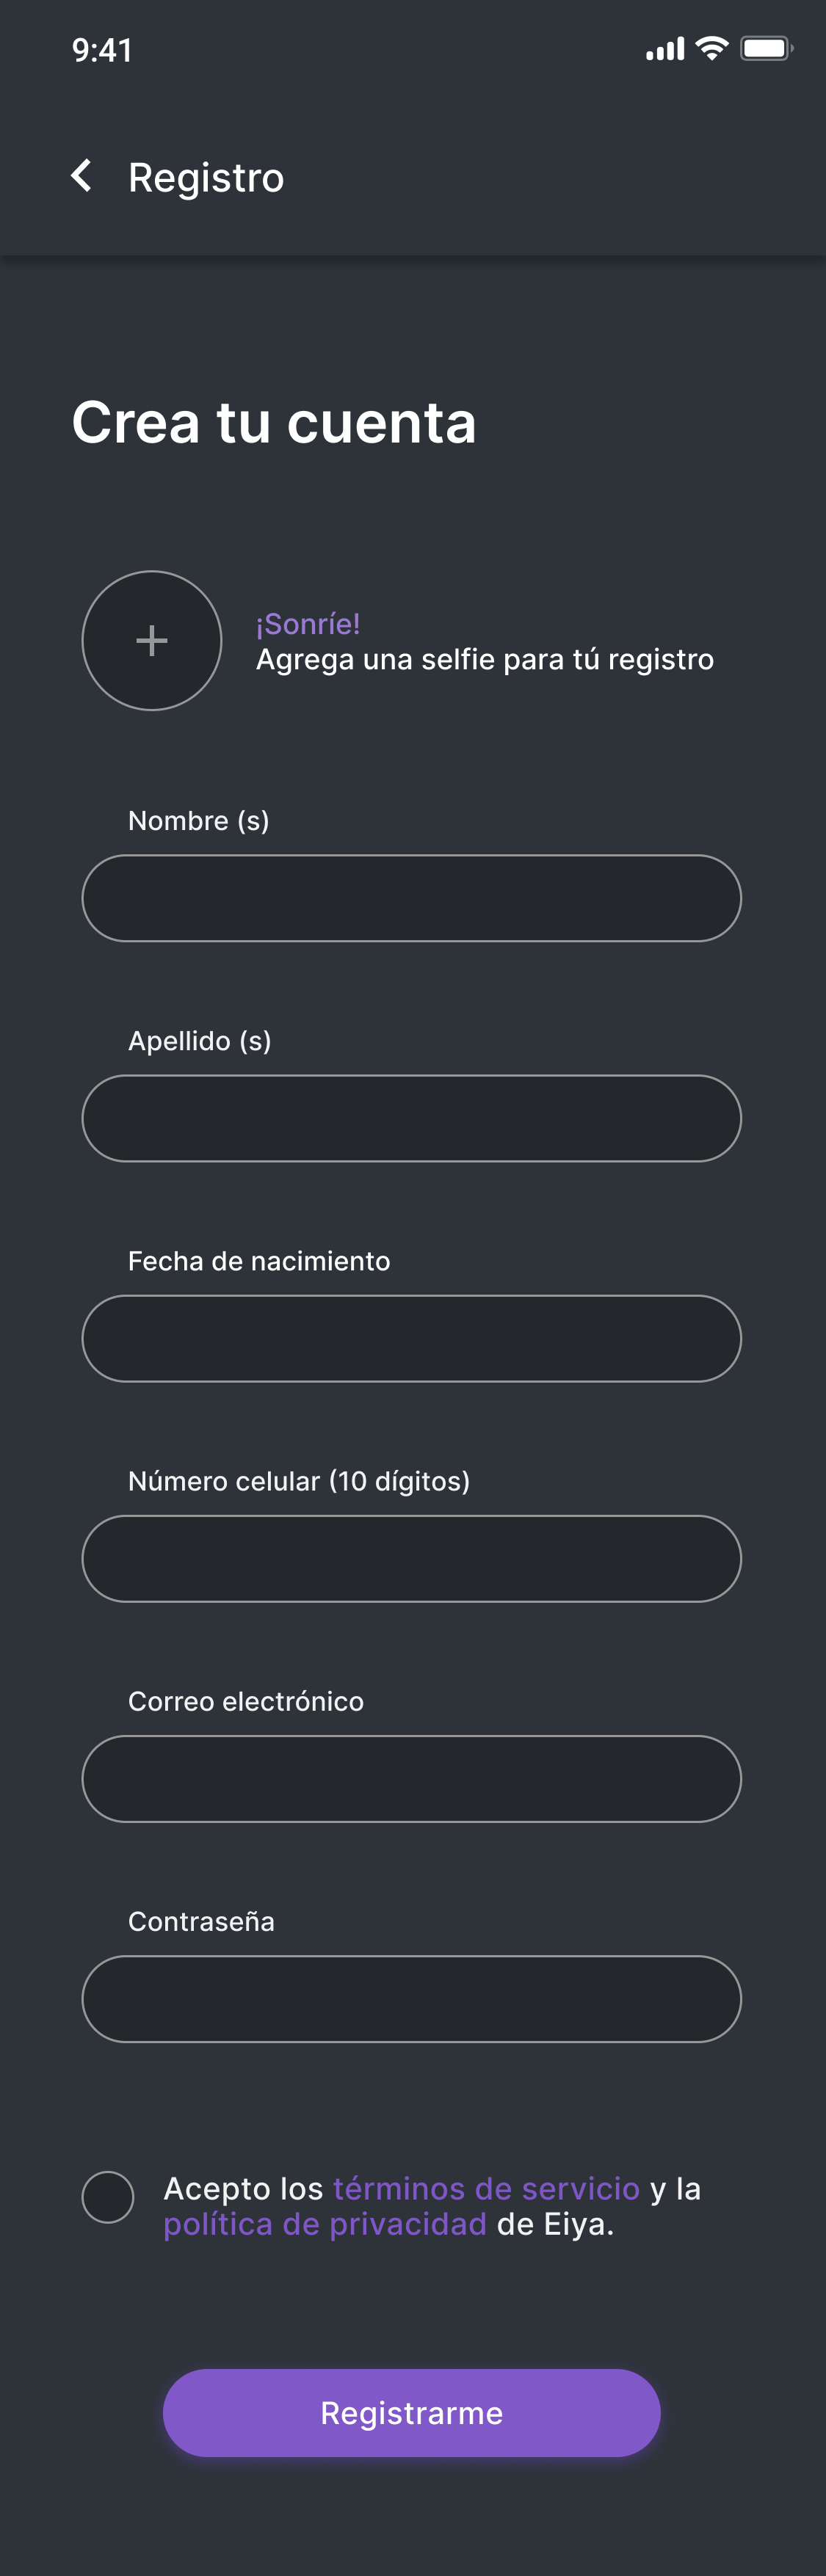 9:41
Registro
Crea tu cuenta
¡Sonríe!
Agrega una selfie para tú registro
Nombre (s)
Apellido (s)
Fecha de nacimiento
Número celular (10 dígitos)
Correo electrónico
Contraseña
Acepto los términos de servicio y la
política de privacidad de Eiya.
Registrarme